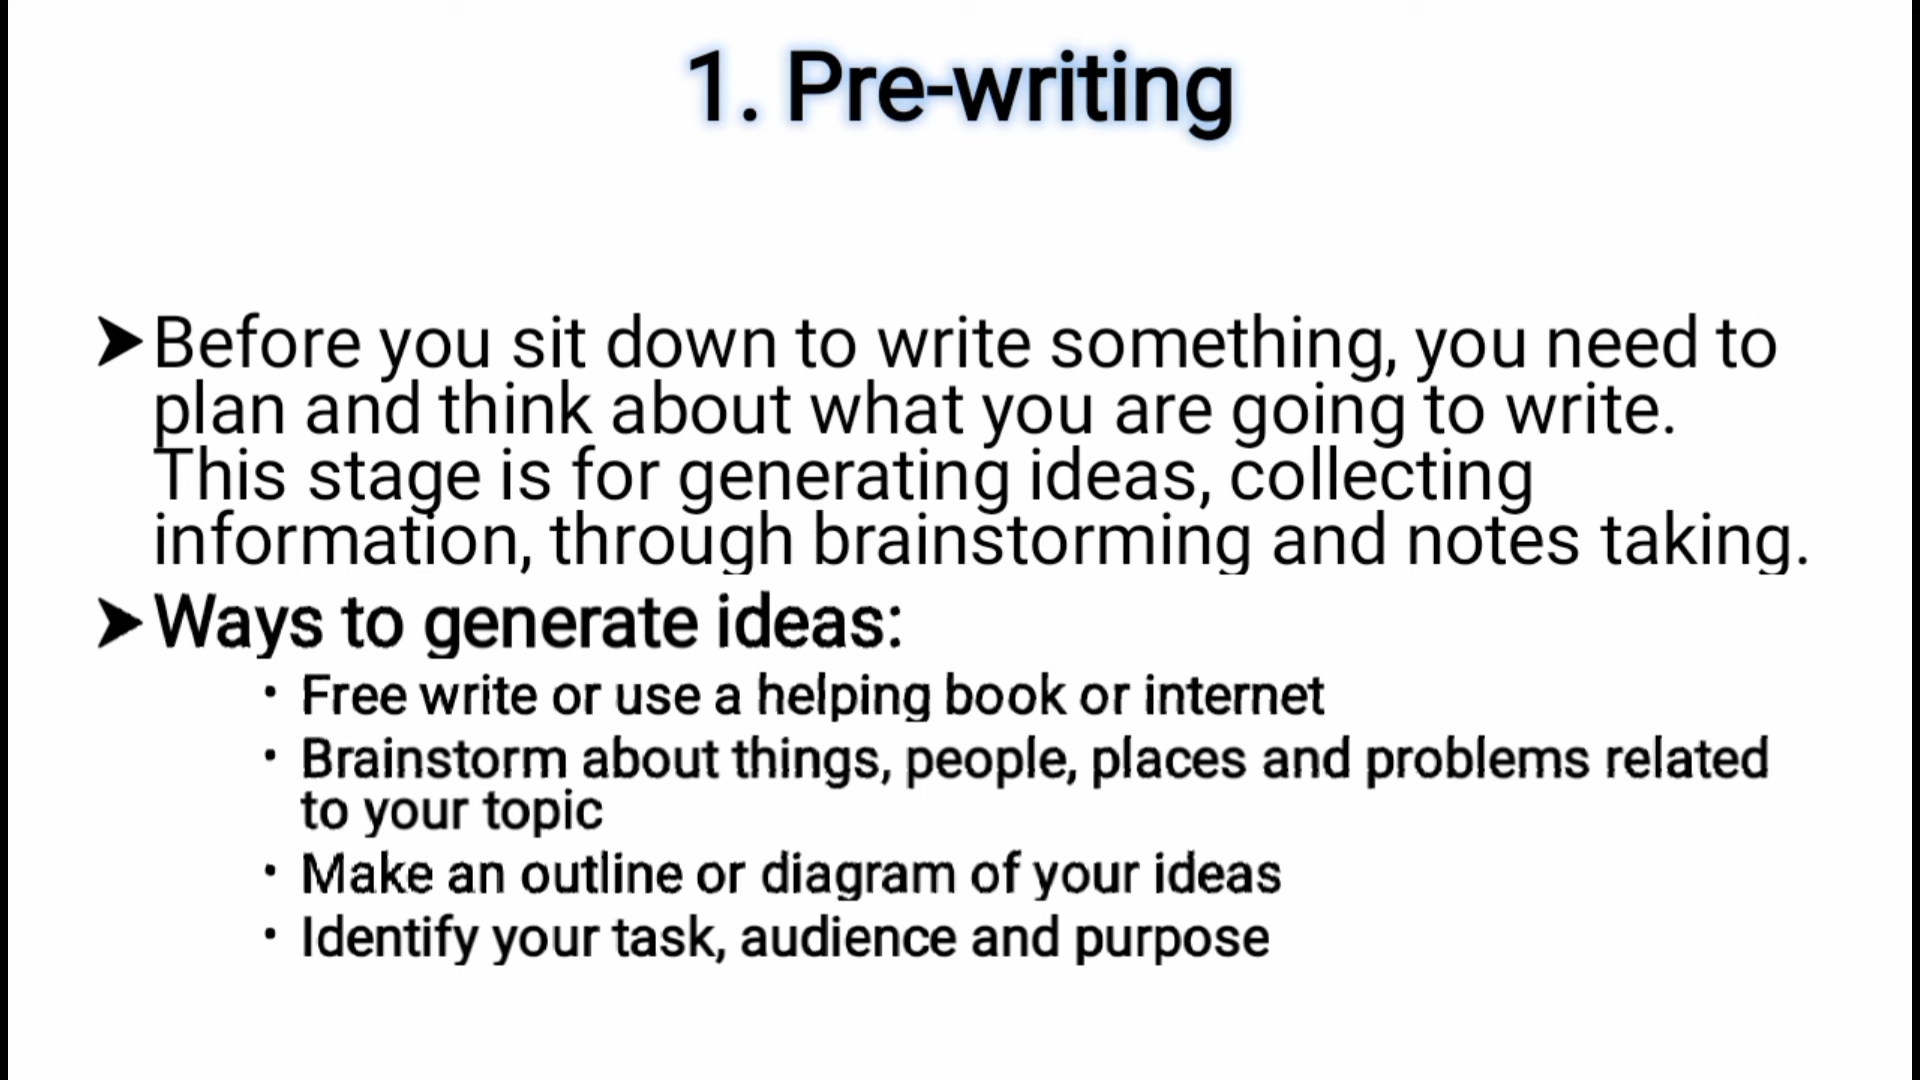 1. Pre-writing
➤Before you sit down to write something, you need to
plan and think about what you are going to write.
This stage is for generating ideas, collecting
information, through brainstorming and notes taking.
➤Ways to generate ideas:
• Free write or use a helping book or internet
• Brainstorm about things, people, places and problems related
to your topic
• Make an outline or diagram of your ideas
• Identify your task, audience and purpose